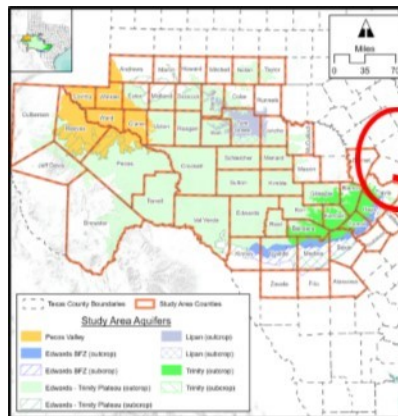 Miles
0 35 70
Andrews Martin Howard Mitchell Nolan Taylor
Loving Winkler Ector Midland Glasscock Coke Runnels
Culberson Ward Crane Upton Reagan Irion
Reeves
Jeff Davis Pecos Crockett Schleicher Menard
Mason
Sutton Kimble
Terrell
Brewster Val Verde Edwards Real Kerr
Bandera
Kinney Uvalde Medina Bexar
Zavala Frio Atascosa
Texas County Boundaries Study Area Counties
Study Area Aquifers
Pecos Valley Lipan (outcrop)
Edwards BFZ (outcrop) Lipan (subcrop)
Edwards BFZ (subcrop) Trinity (outcrop)
Edwards - Trinity Plateau (outcrop) Trinity (subcrop)
Edwards - Trinity Plateau (subcrop)